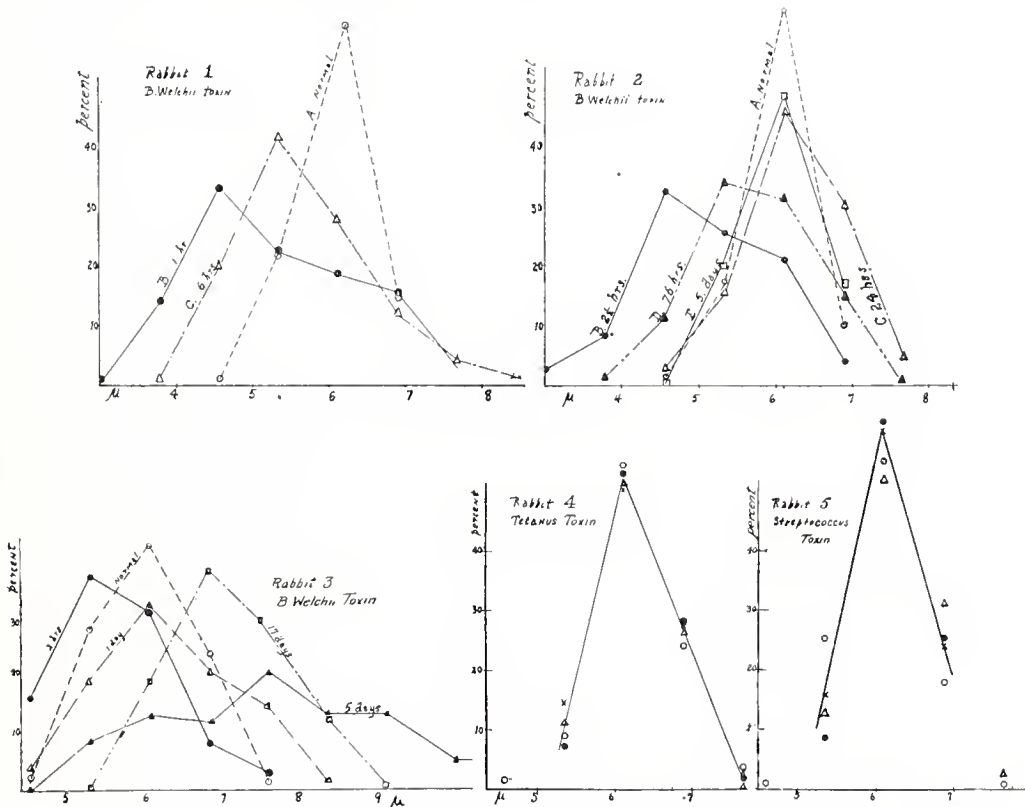 percent
Rabbit 1
B. Welchii toxin
A. Normal
B. 1 hr
C. 6 hrs.
40
30
20
10
μ 4 5 6 7 8
percent
Rabbit 2
B. Welchii toxin
A. Normal
D. 76 hrs.
E 5 days
C 24 hrs.
40
30
20
10
μ 4 5 6 7 8
percent
Rabbit 3
B Welchii Toxin
Normal
1 day
17 days
5 days
30
20
10
5 6 7 8 9 μ
percent
Rabbit 4
Tetanus Toxin
40
30
20
10
μ 5 6 7
percent
Rabbit 5
Streptococcus
Toxin
40
30
20
5 6 7